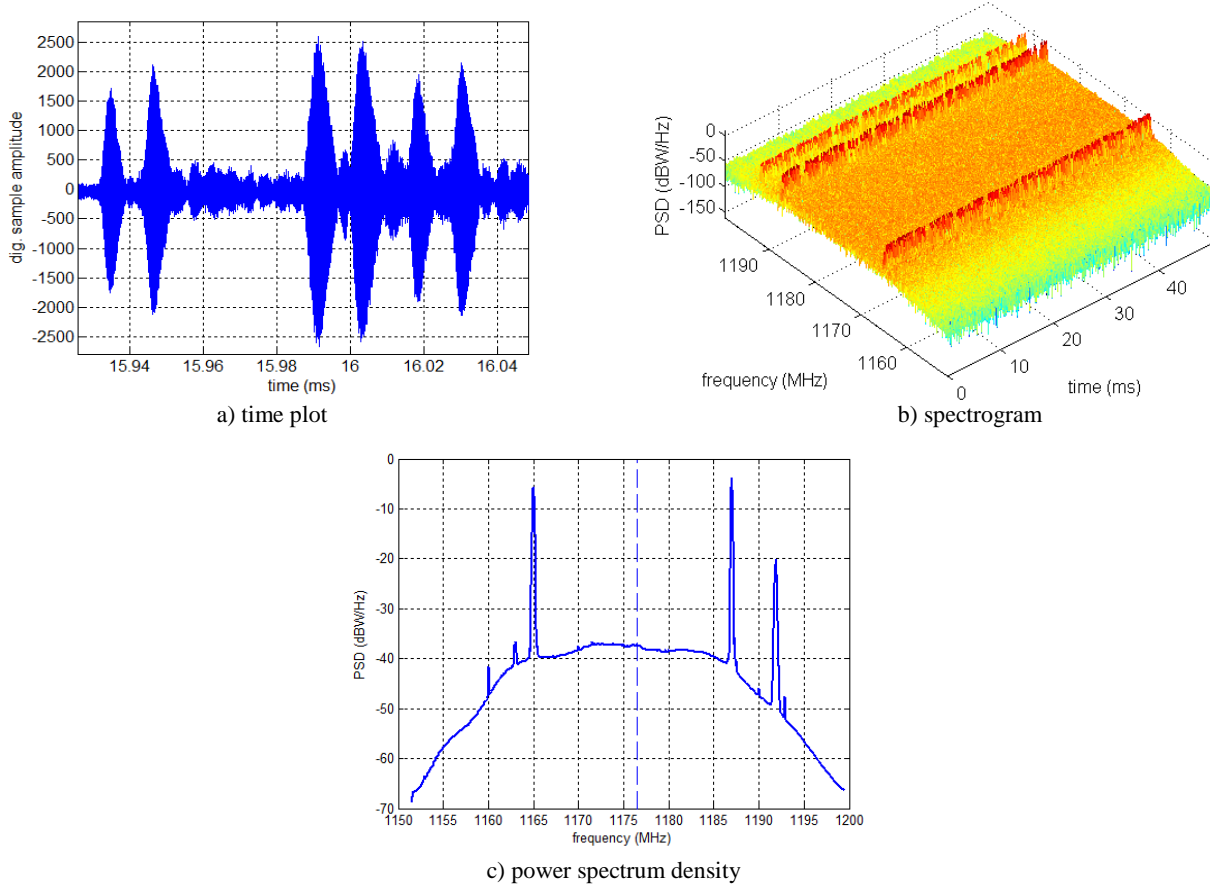 2500
2000
1500
1000
500
0
-500
-1000
-1500
-2000
-2500
dig. sample amplitude
15.94 15.96 15.98 16 16.02 16.04
time (ms)
a) time plot
0
-50
-100
-150
PSD (dBW/Hz)
1190
1180
1170
1160
frequency (MHz)
0
10
20
30
40
time (ms)
b) spectrogram
0
-10
-20
-30
-40
-50
-60
-70
PSD (dBW/Hz)
1150 1155 1160 1165 1170 1175 1180 1185 1190 1195 1200
frequency (MHz)
c) power spectrum density